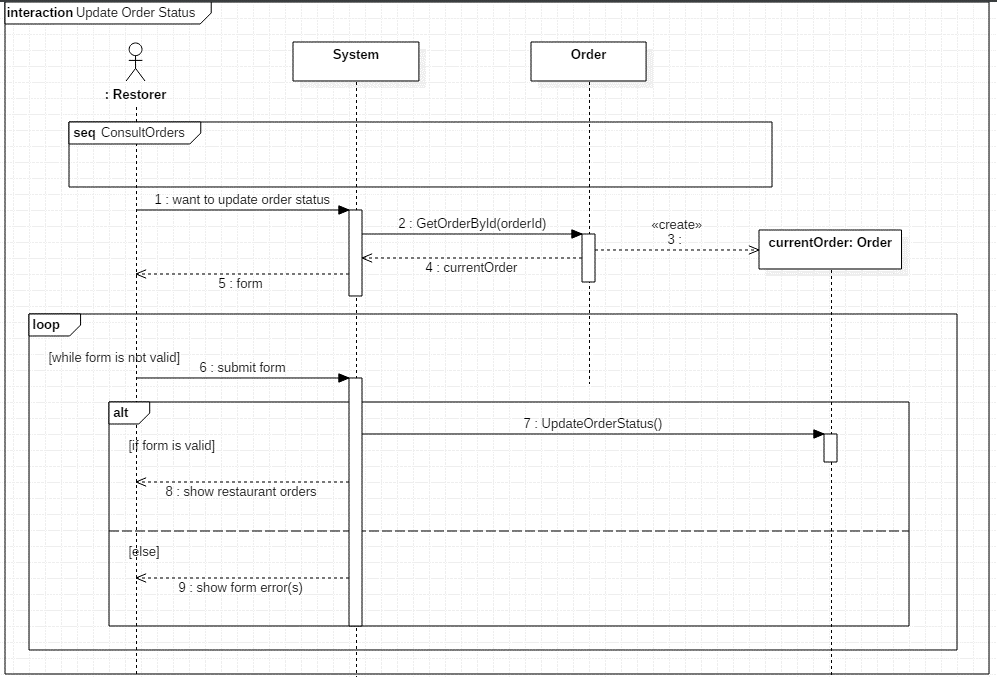 interaction Update Order Status
System
Order
: Restorer
seq ConsultOrders
1 : want to update order status
2 : GetOrderById(orderId)
«create»
3 :
currentOrder: Order
4 : currentOrder
5 : form
loop
[while form is not valid]
6 : submit form
alt
7 : UpdateOrderStatus()
[if form is valid]
8 : show restaurant orders
[else]
9 : show form error(s)